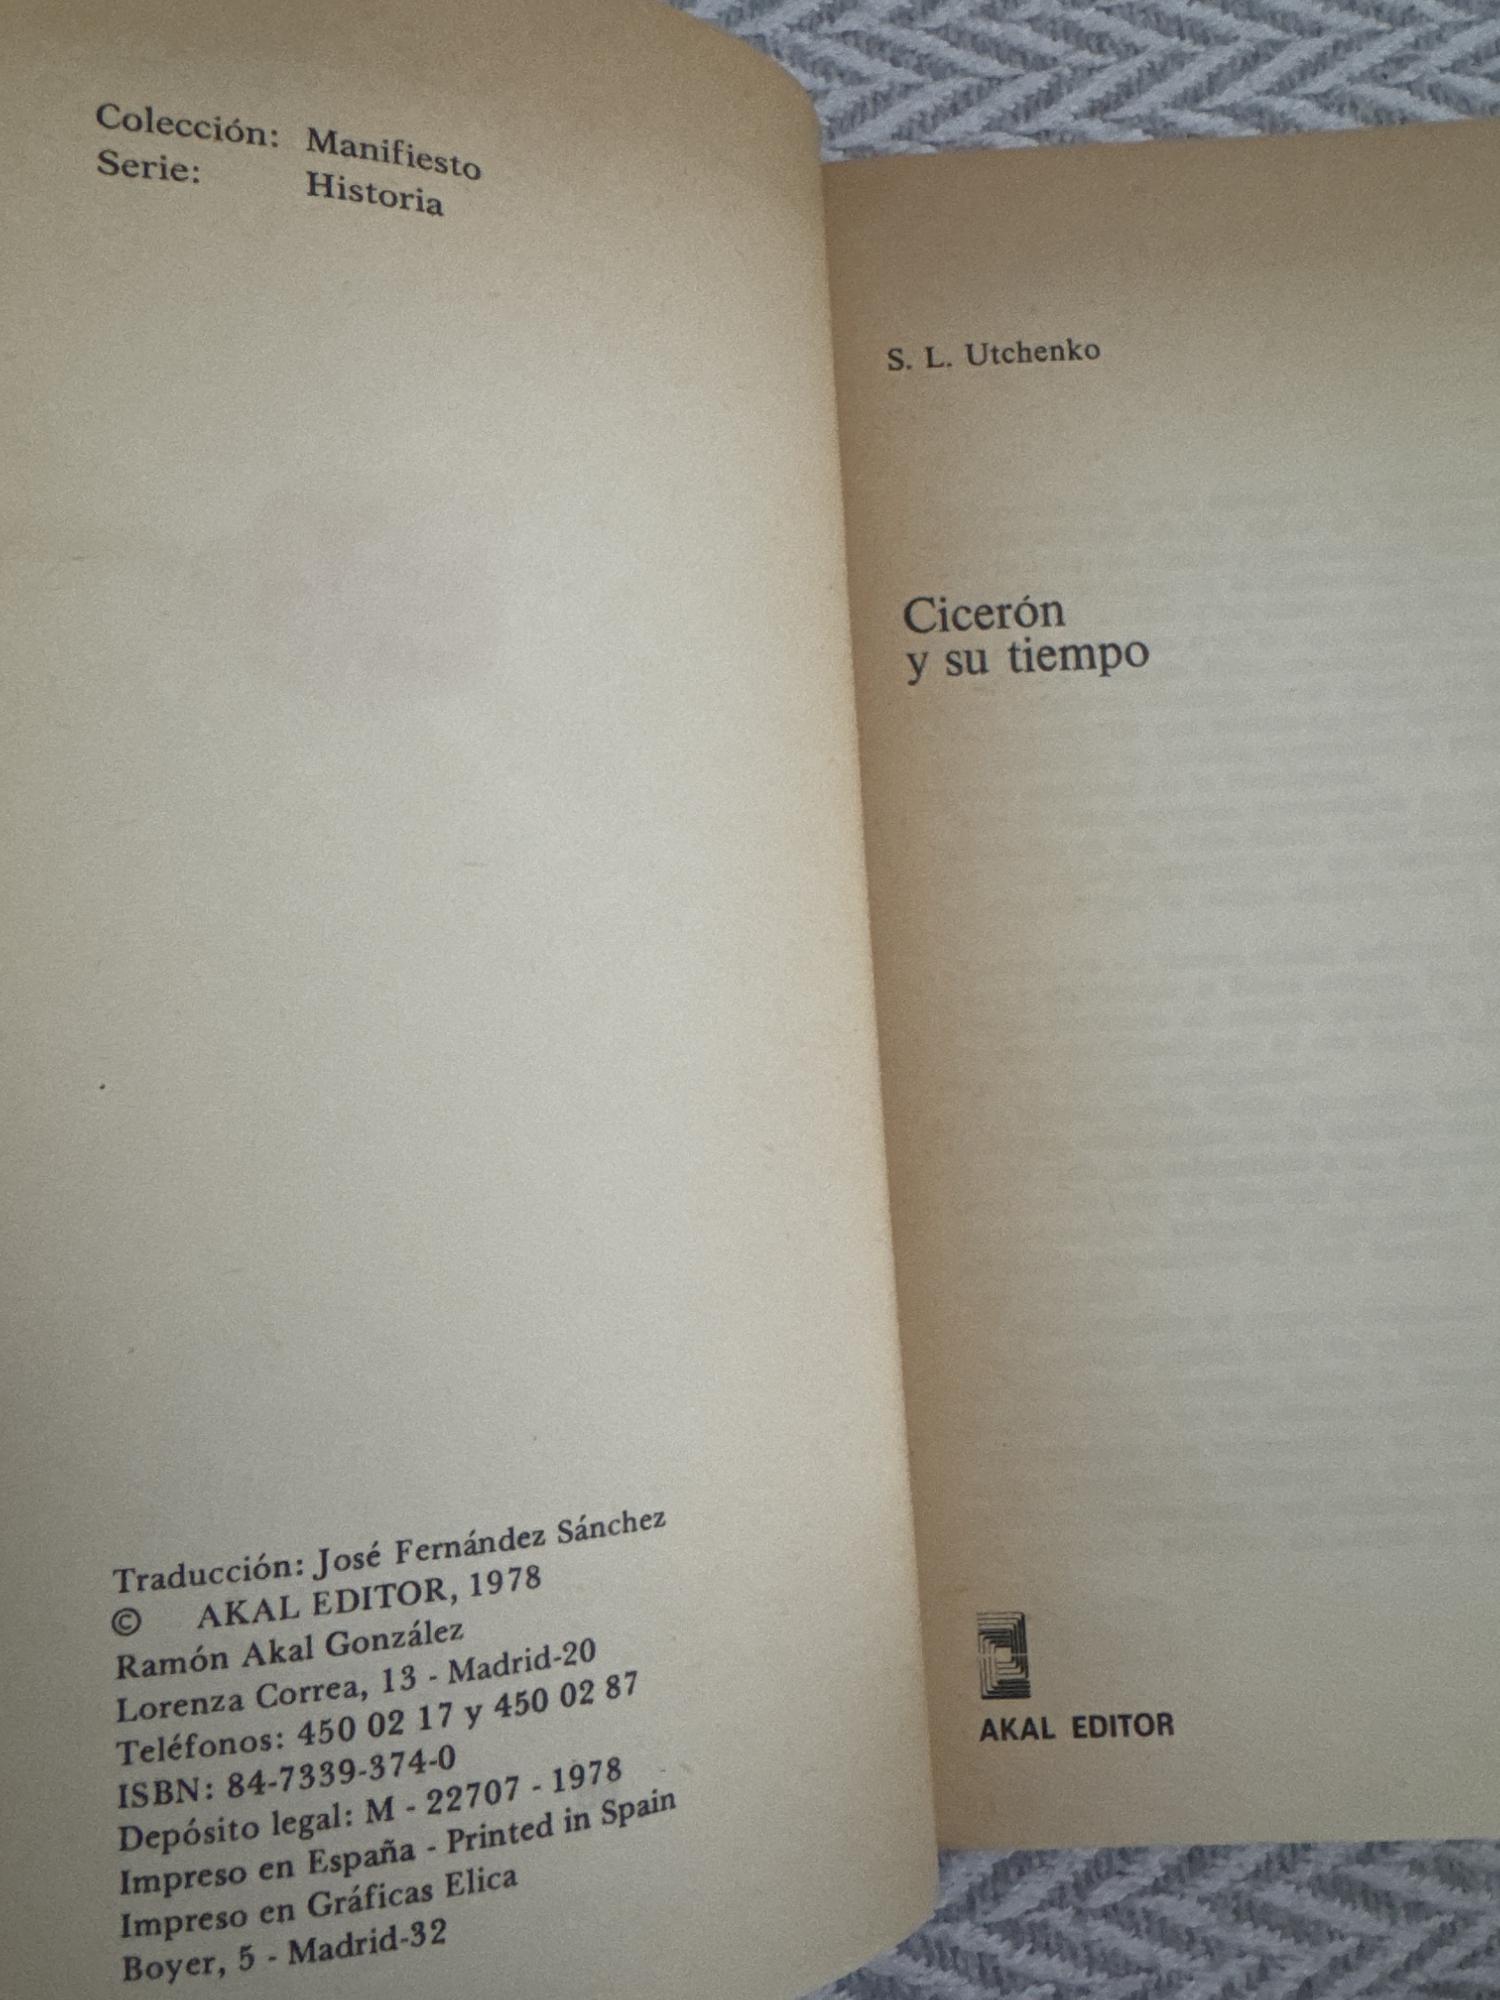 Colección: Manifiesto
Serie: Historia
Traducción: José Fernández Sánchez
© AKAL EDITOR, 1978
Ramón Akal González
Lorenza Correa, 13 - Madrid-20
Teléfonos: 450 02 17 y 450 02 87
ISBN: 84-7339-374-0
Depósito legal: M - 22707 - 1978
Impreso en España - Printed in Spain
Impreso en Gráficas Elica
Boyer, 5 - Madrid-32
S. L. Utchenko
Cicerón
y su tiempo
AKAL EDITOR